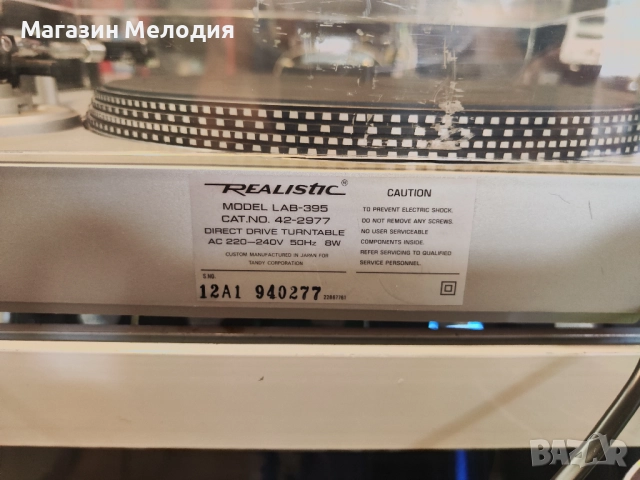 Магазин Мелодия
REALISTIC®
MODEL LAB-395
CAT.NO. 42-2977
DIRECT DRIVE TURNTABLE
AC 220-240V 50Hz 8W
CUSTOM MANUFACTURED IN JAPAN FOR
TANDY CORPORATION
CAUTION
TO PREVENT ELECTRIC SHOCK,
DO NOT REMOVE ANY SCREWS.
NO USER SERVICEABLE
COMPONENTS INSIDE.
REFER SERVICING TO QUALIFIED
SERVICE PERSONNEL.
S.NO.
12A1 940277
BAZAR